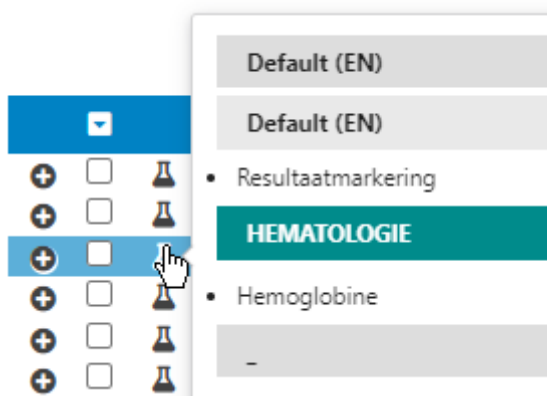 Default (EN)
Default (EN)
• Resultaatmarkering
HEMATOLOGIE
• Hemoglobine
-